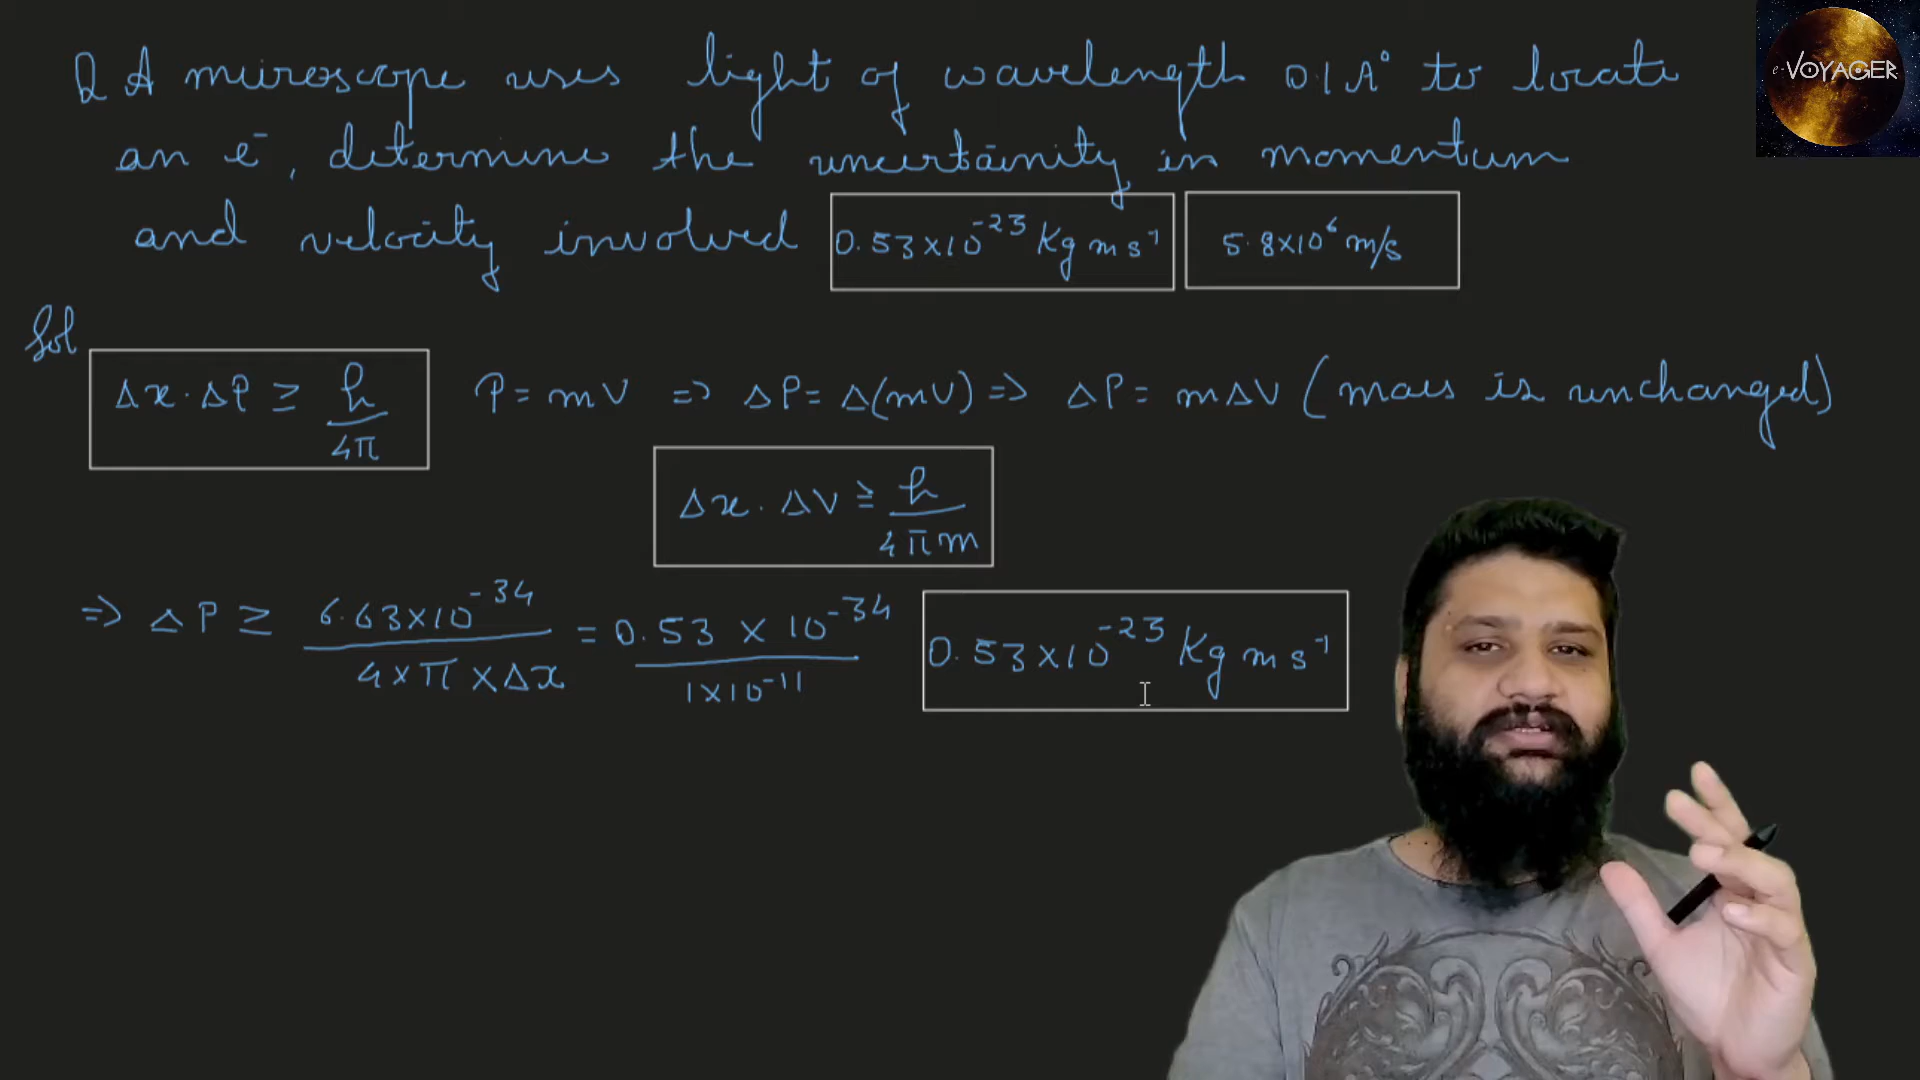 e-VOYAGER
Q A microscope uses light of wavelength 0.1A° to locate
an e⁻, determine the uncertainity in momentum
and velocity involved 0.53×10⁻²³ Kg m s⁻¹ 5.8×10⁶ m/s
Sol
Δx.ΔP ≥ h/4π P = mV => ΔP = Δ(mV) => ΔP = mΔV (mass is unchanged)
Δx.ΔV ≥ h/4πm
=> ΔP ≥ 6.63×10⁻³⁴/4×π×Δx = 0.53 × 10⁻³⁴/1×10⁻¹¹ 0.53×10⁻²³ Kg m s⁻¹